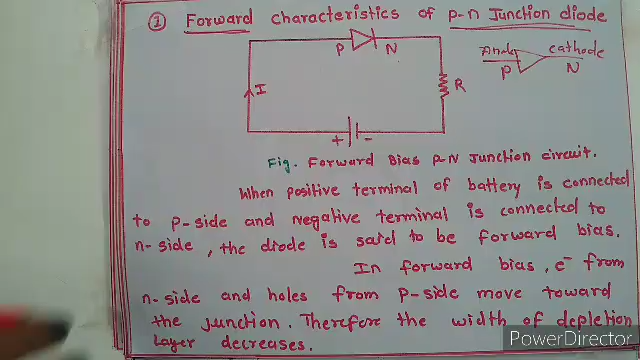 ① Forward characteristics of p-n Junction diode
P N
Anode cathode
P N
I
R
+ -
Fig. Forward Bias P-N Junction circuit.
When positive terminal of battery is connected
to p-side and negative terminal is connected to
n-side, the diode is said to be forward bias.
In forward bias, e⁻ from
n-side and holes from p-side move toward
the junction. Therefore the width of depletion
layer decreases.
PowerDirector